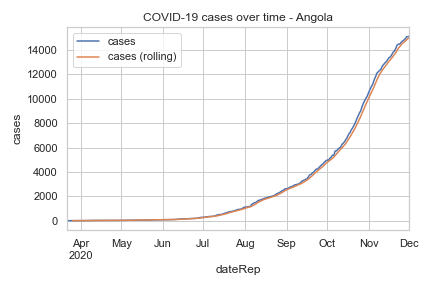 COVID-19 cases over time - Angola
cases
cases (rolling)
14000
12000
10000
8000
6000
4000
2000
0
cases
Apr May Jun Jul Aug Sep Oct Nov Dec
2020
dateRep